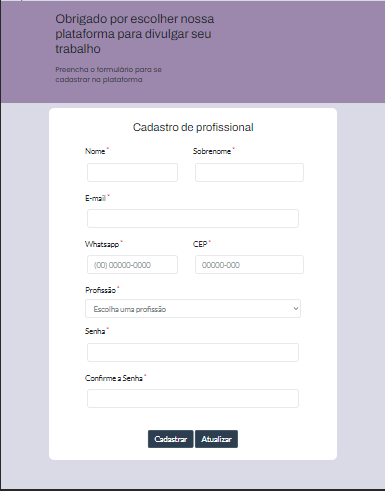 Obrigado por escolher nossa
plataforma para divulgar seu
trabalho
Preencha o formulário para se
cadastrar na plataforma
Cadastro de profissional
Nome * Sobrenome *
E-mail *
Whatsapp * CEP *
(00) 00000-0000 00000-000
Profissão *
Escolha uma profissão
Senha *
Confirme a Senha *
Cadastrar Atualizar